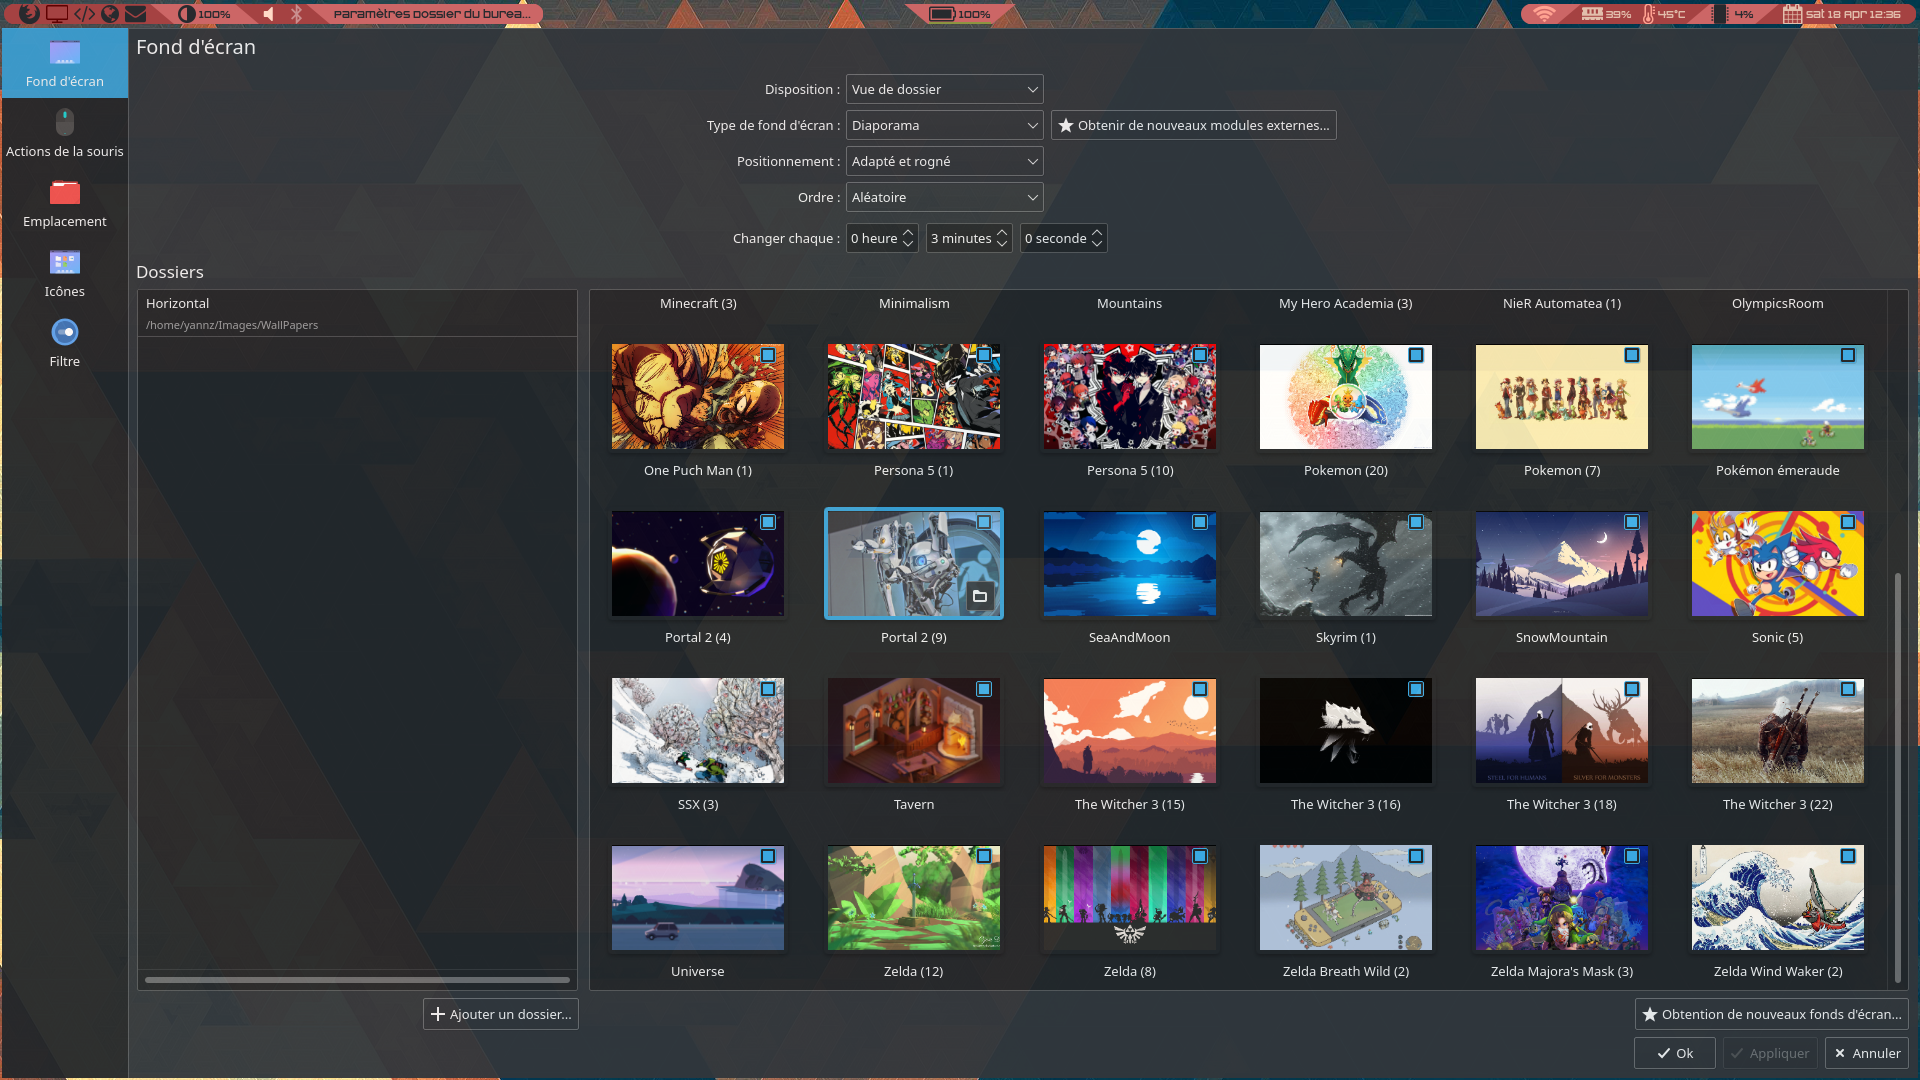 100%
paramètres dossier du burea...
100%
39%
45°C
4%
sat 18 Apr 12:36
Fond d'écran
Actions de la souris
Emplacement
Icônes
Filtre
Fond d'écran
Disposition : Vue de dossier
Type de fond d'écran : Diaporama Obtenir de nouveaux modules externes...
Positionnement : Adapté et rogné
Ordre : Aléatoire
Changer chaque : 0 heure 3 minutes 0 seconde
Dossiers
Horizontal
/home/yannz/Images/WallPapers
Minecraft (3) Minimalism Mountains My Hero Academia (3) NieR Automatea (1) OlympicsRoom
One Puch Man (1) Persona 5 (1) Persona 5 (10) Pokemon (20) Pokemon (7) Pokémon émeraude
Portal 2 (4) Portal 2 (9) SeaAndMoon Skyrim (1) SnowMountain Sonic (5)
STEEL FOR HUMANS SILVER FOR MONSTERS
SSX (3) Tavern The Witcher 3 (15) The Witcher 3 (16) The Witcher 3 (18) The Witcher 3 (22)
Universe Zelda (12) Zelda (8) Zelda Breath Wild (2) Zelda Majora's Mask (3) Zelda Wind Waker (2)
Ajouter un dossier...
Obtention de nouveaux fonds d'écran...
Ok Appliquer Annuler